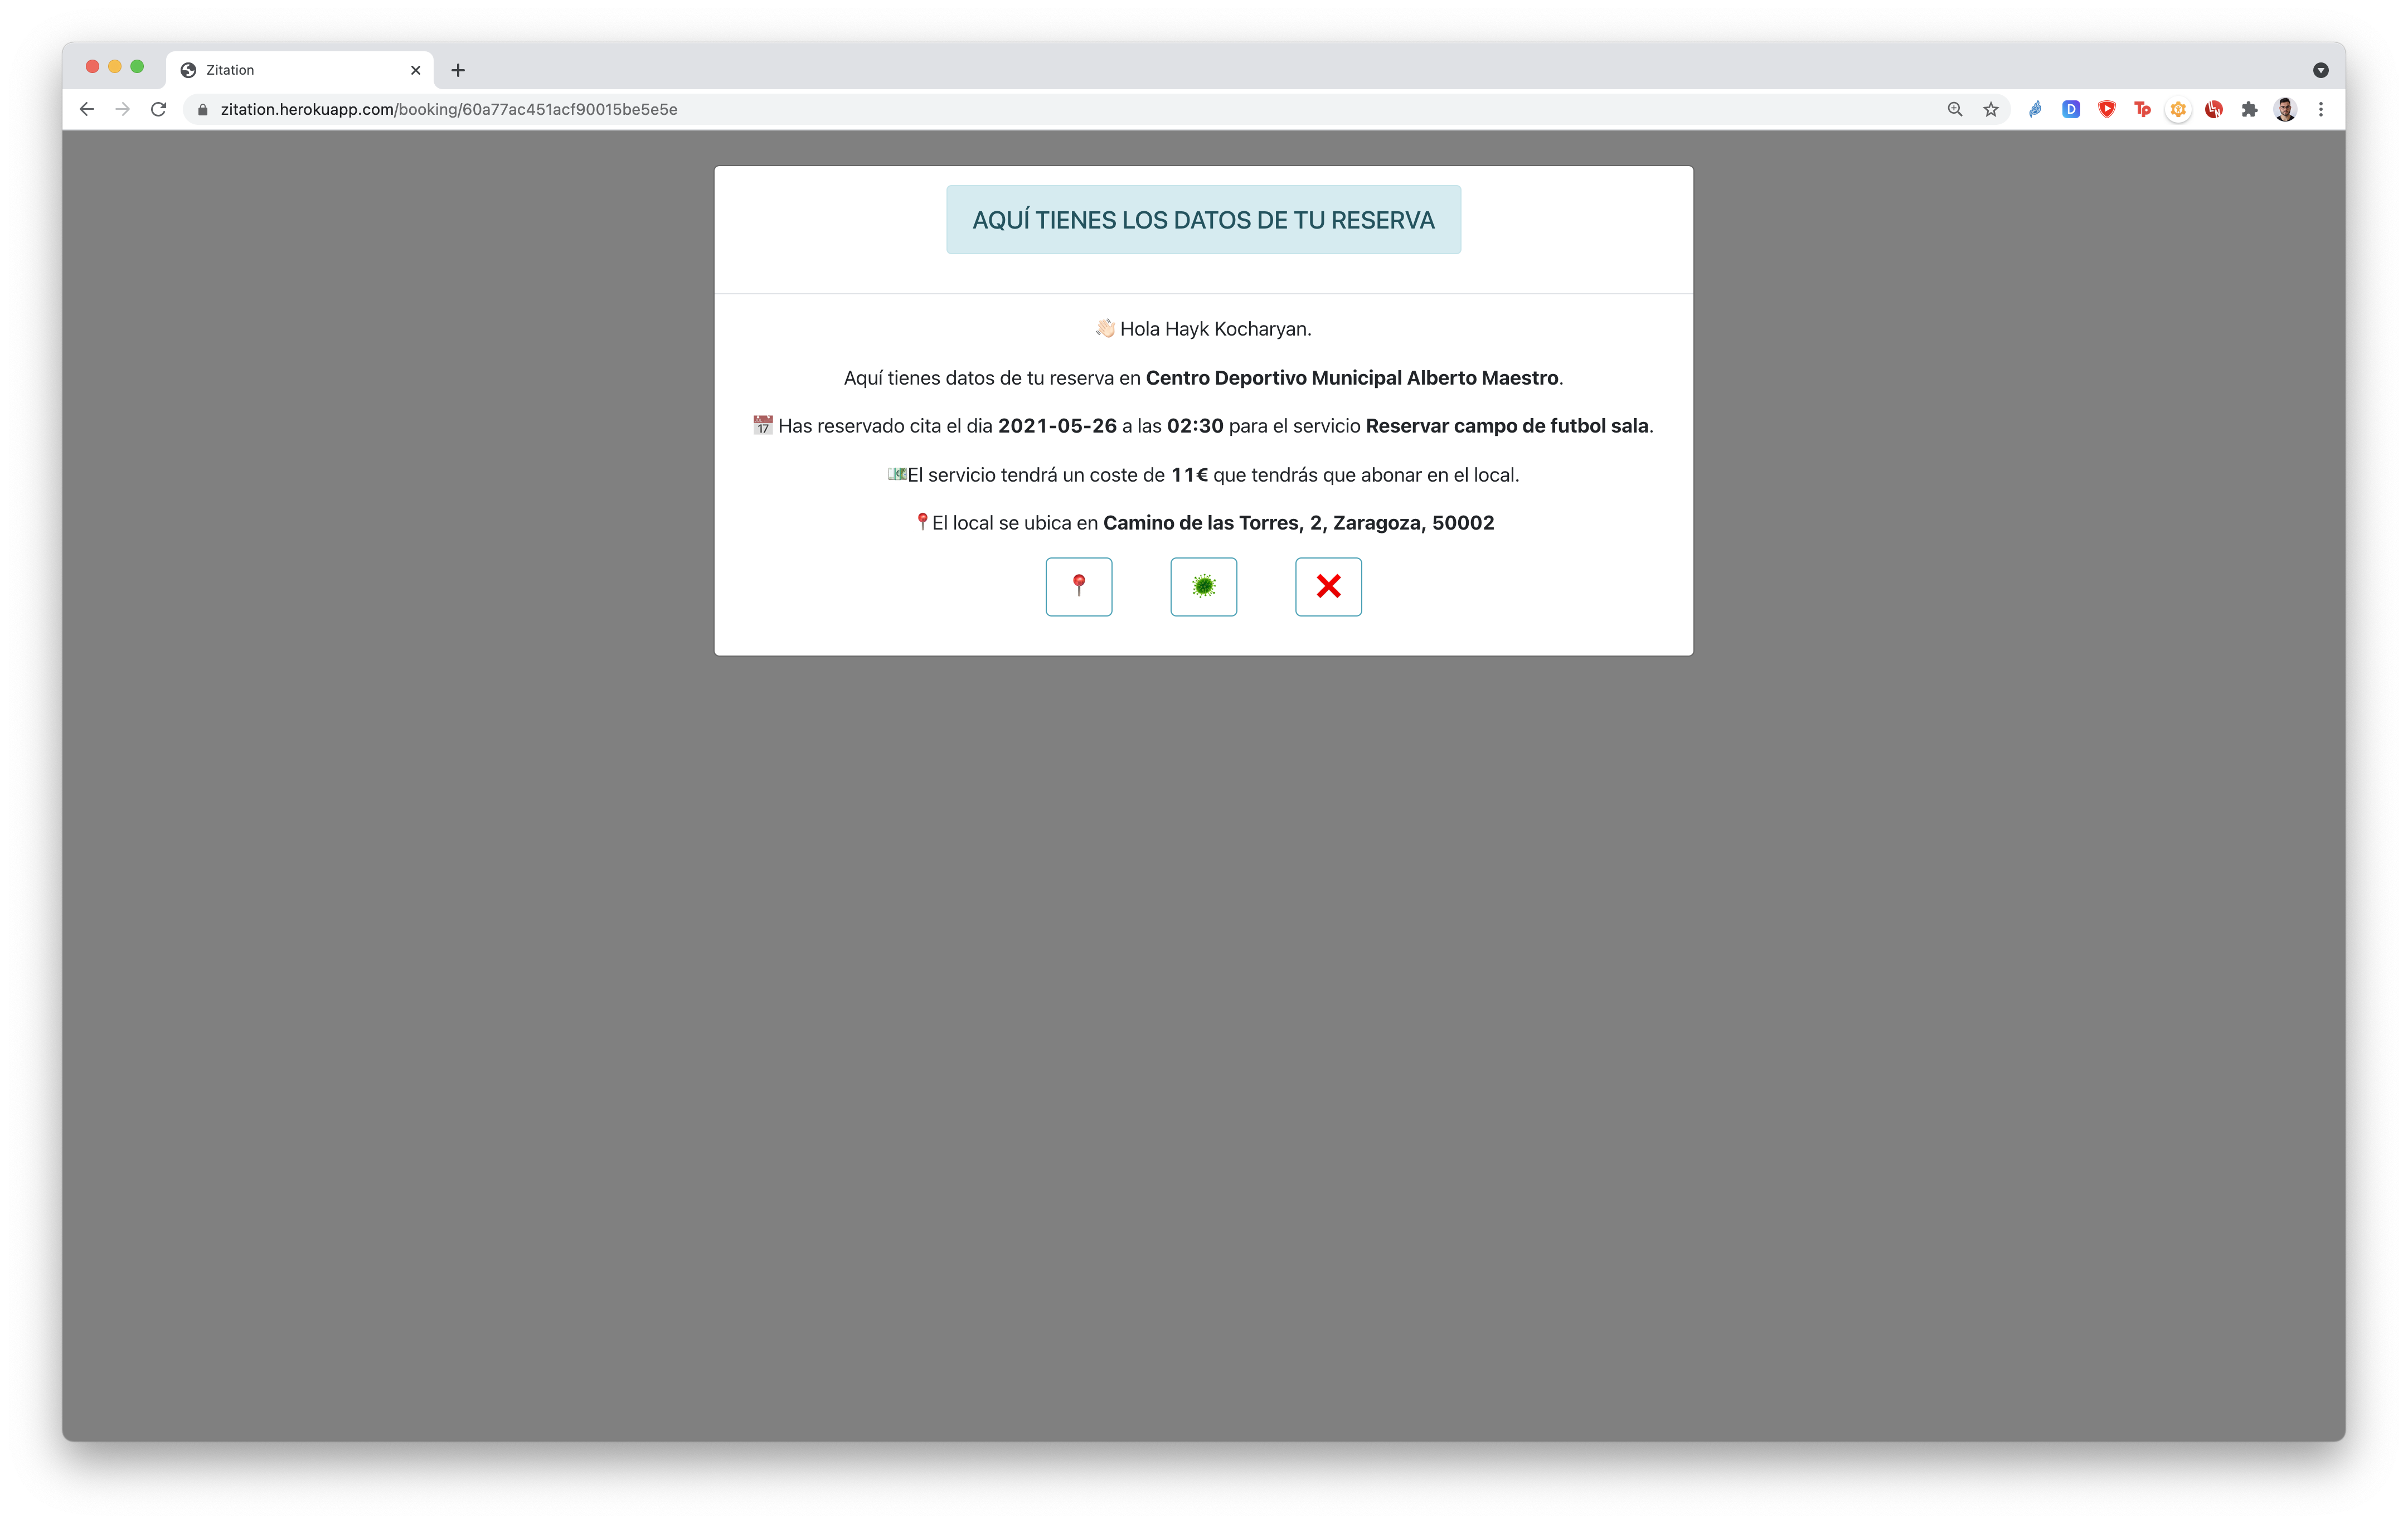 Zitation
zitation.herokuapp.com/booking/60a77ac451acf90015be5e5e
D
Tp
AQUÍ TIENES LOS DATOS DE TU RESERVA
👋🏻 Hola Hayk Kocharyan.
Aquí tienes datos de tu reserva en Centro Deportivo Municipal Alberto Maestro.
📅 Has reservado cita el dia 2021-05-26 a las 02:30 para el servicio Reservar campo de futbol sala.
💶El servicio tendrá un coste de 11€ que tendrás que abonar en el local.
📍El local se ubica en Camino de las Torres, 2, Zaragoza, 50002